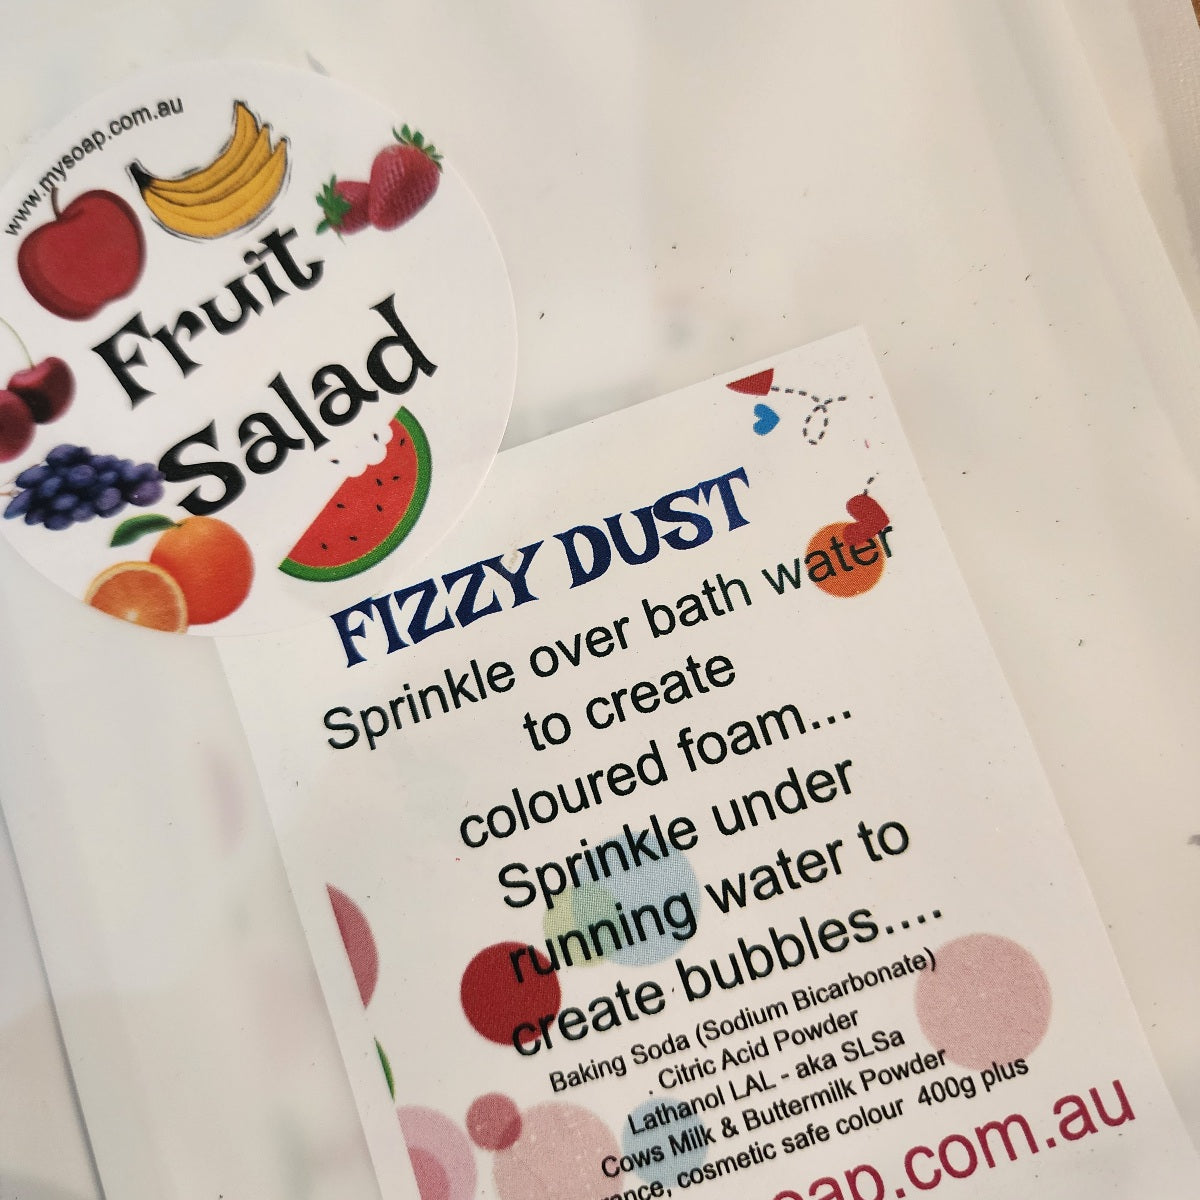 www.mysoap.com.au
Fruit
Salad
FIZZY DUST
Sprinkle over bath water
to create
coloured foam...
Sprinkle under
running water to
create bubbles....
Baking Soda (Sodium Bicarbonate)
. Citric Acid Powder
Lathanol LAL - aka SLSa
Cows Milk & Buttermilk Powder
cosmetic safe colour 400g plus
.com.au